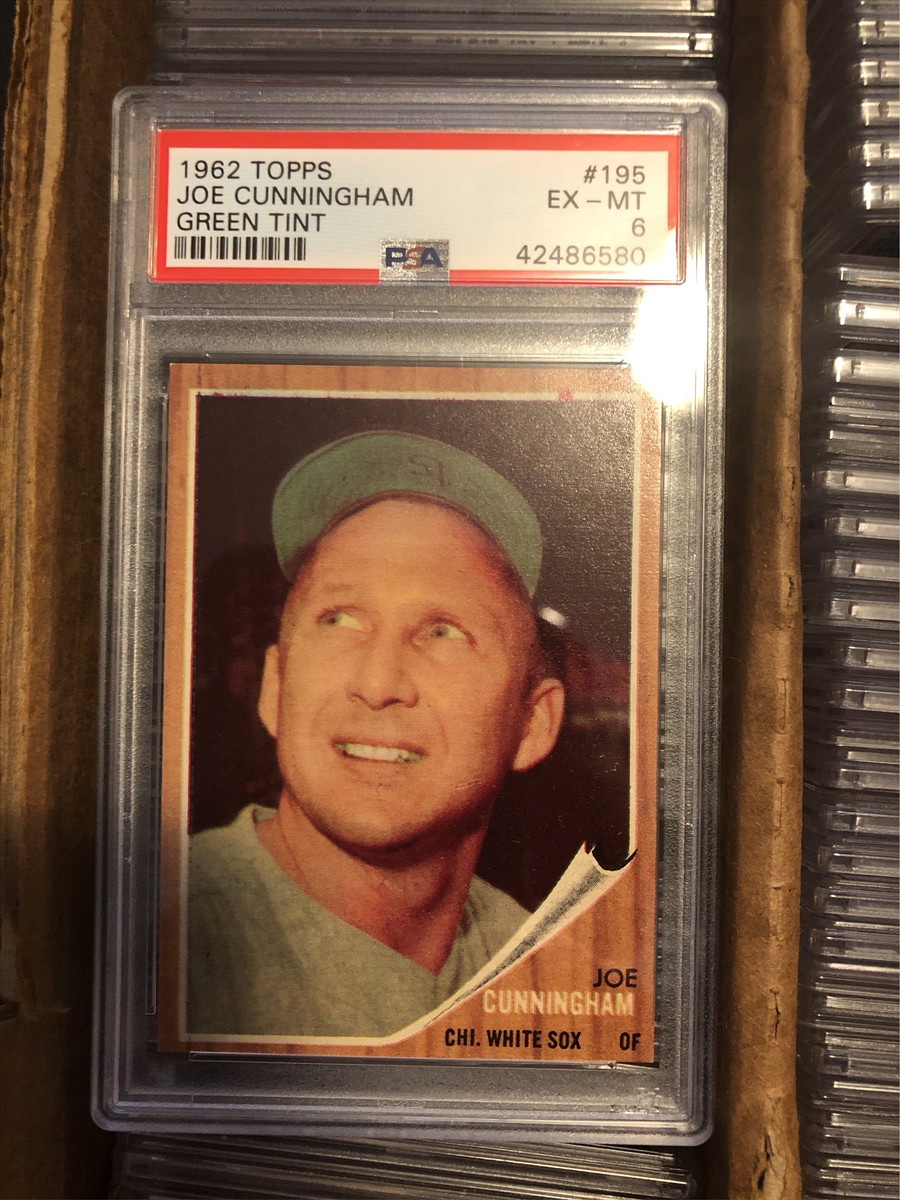 1962 TOPPS
#195
JOE CUNNINGHAM
EX – MT
GREEN TINT
6
PSA
42486580
JOE
CUNNINGHAM
CHI. WHITE SOX OF